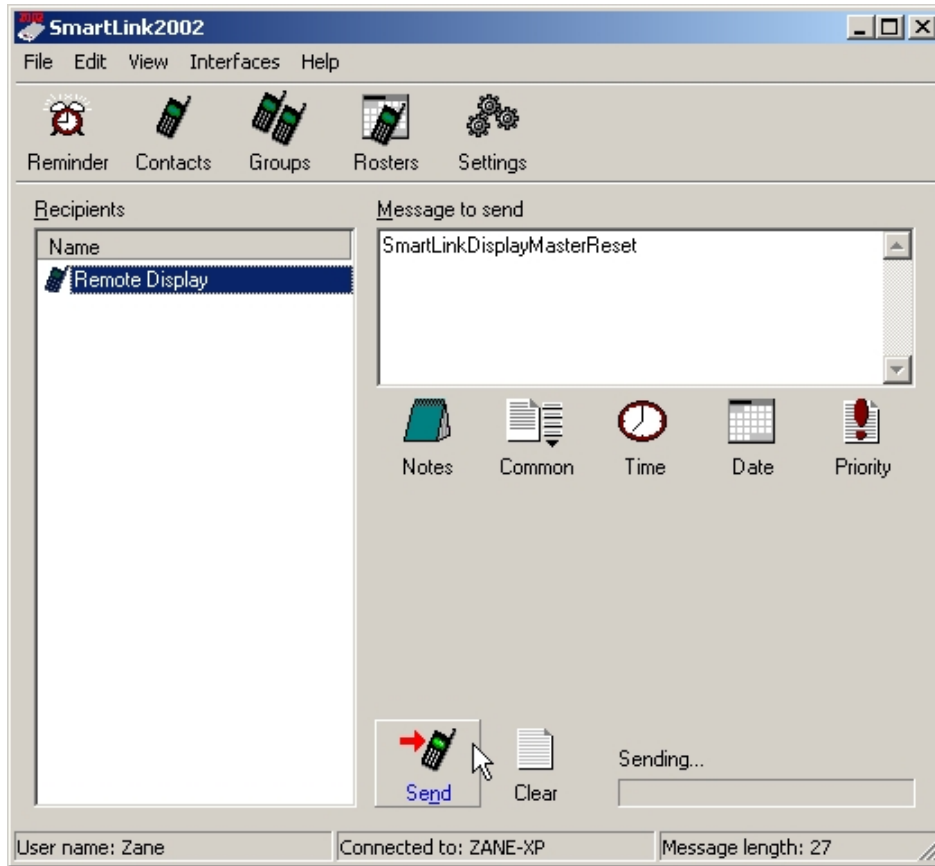 2002
SmartLink2002
File Edit View Interfaces Help
Reminder Contacts Groups Rosters Settings
Recipients
Name
Remote Display
Message to send
SmartLinkDisplayMasterReset
Notes Common Time Date Priority
Send Clear
Sending...
User name: Zane Connected to: ZANE-XP Message length: 27